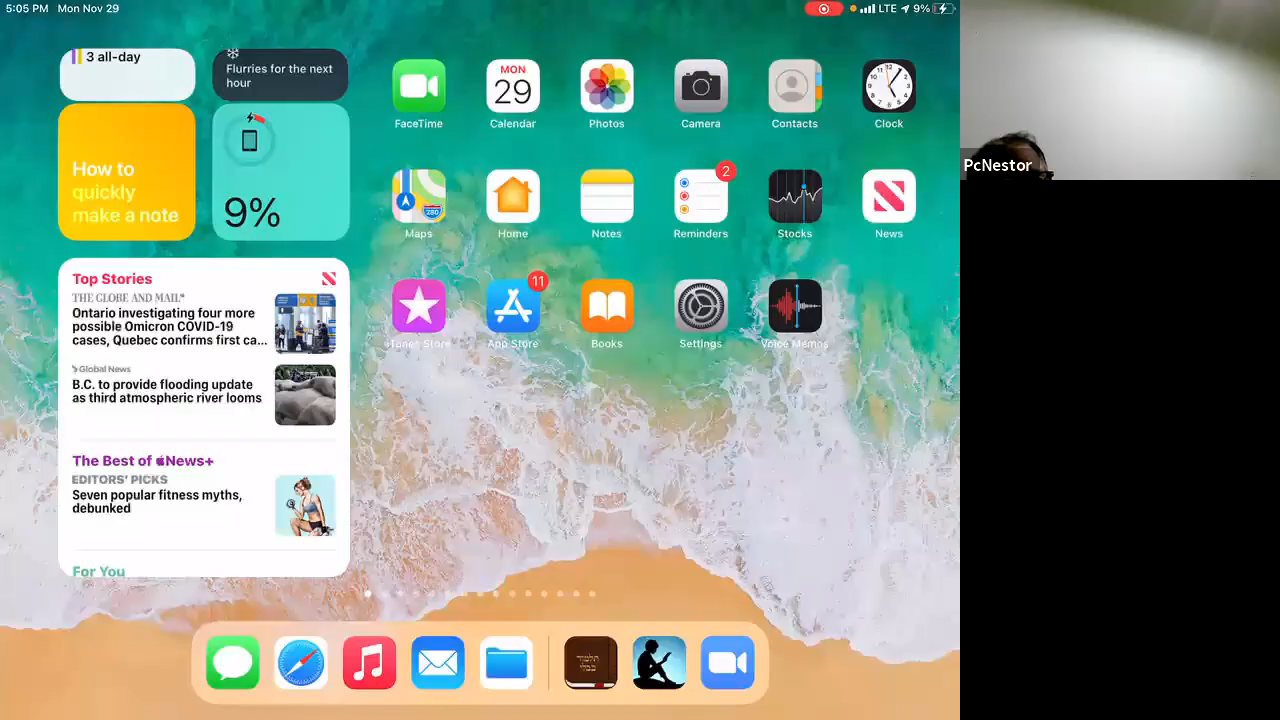 5:05 PM Mon Nov 29
LTE 9%
3 all-day
Flurries for the next
hour
How to
quickly
make a note
9%
Top Stories
THE GLOBE AND MAIL*
Ontario investigating four more
possible Omicron COVID-19
cases, Quebec confirms first ca...
Global News
B.C. to provide flooding update
as third atmospheric river looms
The Best of News+
EDITORS' PICKS
Seven popular fitness myths,
debunked
For You
FaceTime
MON
29
Calendar
Photos
Camera
Contacts
12
Clock
280
Maps
Home
Notes
2
Reminders
Stocks
News
iTunes Store
11
App Store
Books
Settings
Voice Memos
תלמוד
בבלי
PcNestor